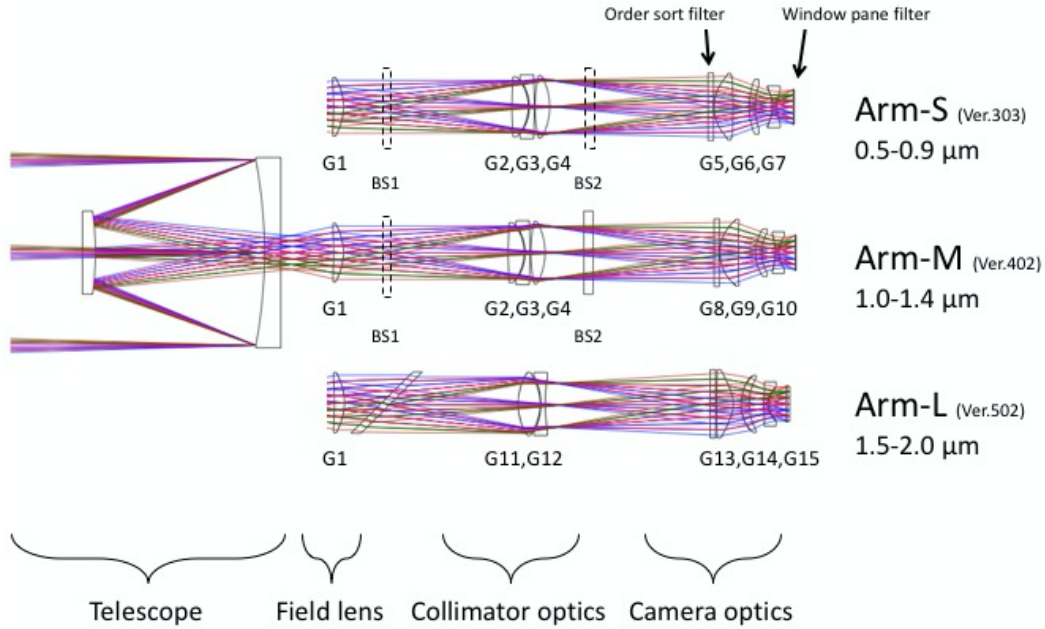 Order sort filter
Window pane filter
Arm-S (Ver.303)
0.5-0.9 μm
G1
G2,G3,G4
G5,G6,G7
BS1
BS2
Arm-M (Ver.402)
1.0-1.4 μm
G1
G2,G3,G4
G8,G9,G10
BS1
BS2
Arm-L (Ver.502)
1.5-2.0 μm
G1
G11,G12
G13,G14,G15
Telescope
Field lens
Collimator optics
Camera optics